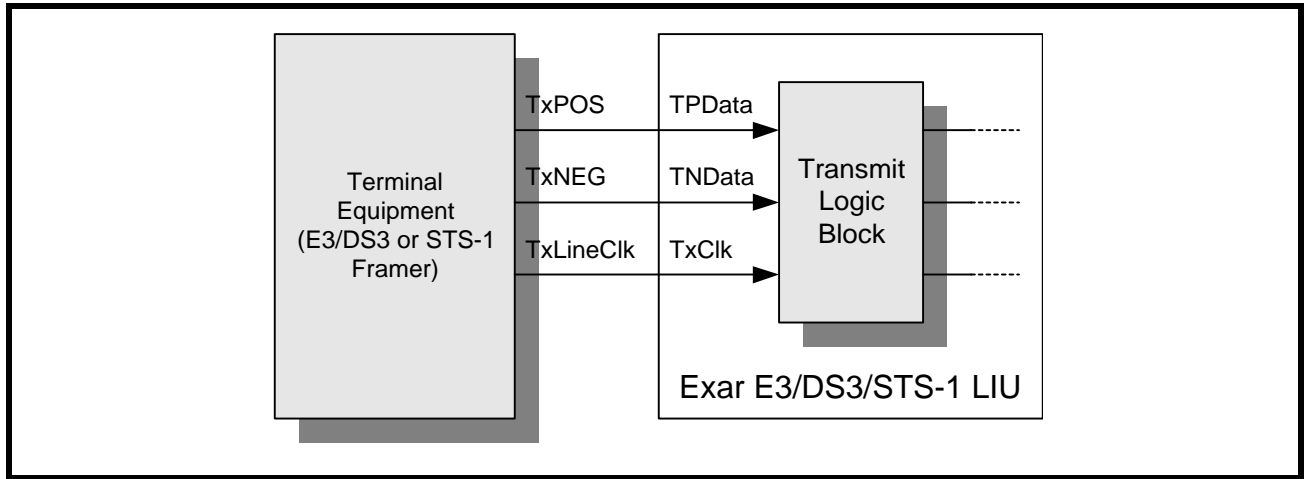 TxPOS TPData
TxNEG TNData
TxLineClk TxClk
Terminal
Equipment
(E3/DS3 or STS-1
Framer)
Transmit
Logic
Block
Exar E3/DS3/STS-1 LIU